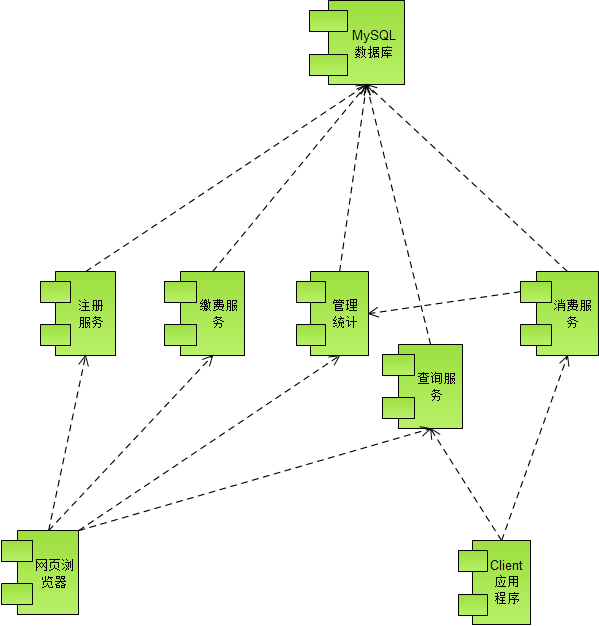 MySQL
数据库
注册
服务
缴费服
务
管理
统计
消费服
务
查询服
务
网页浏
览器
Client
应用
程序